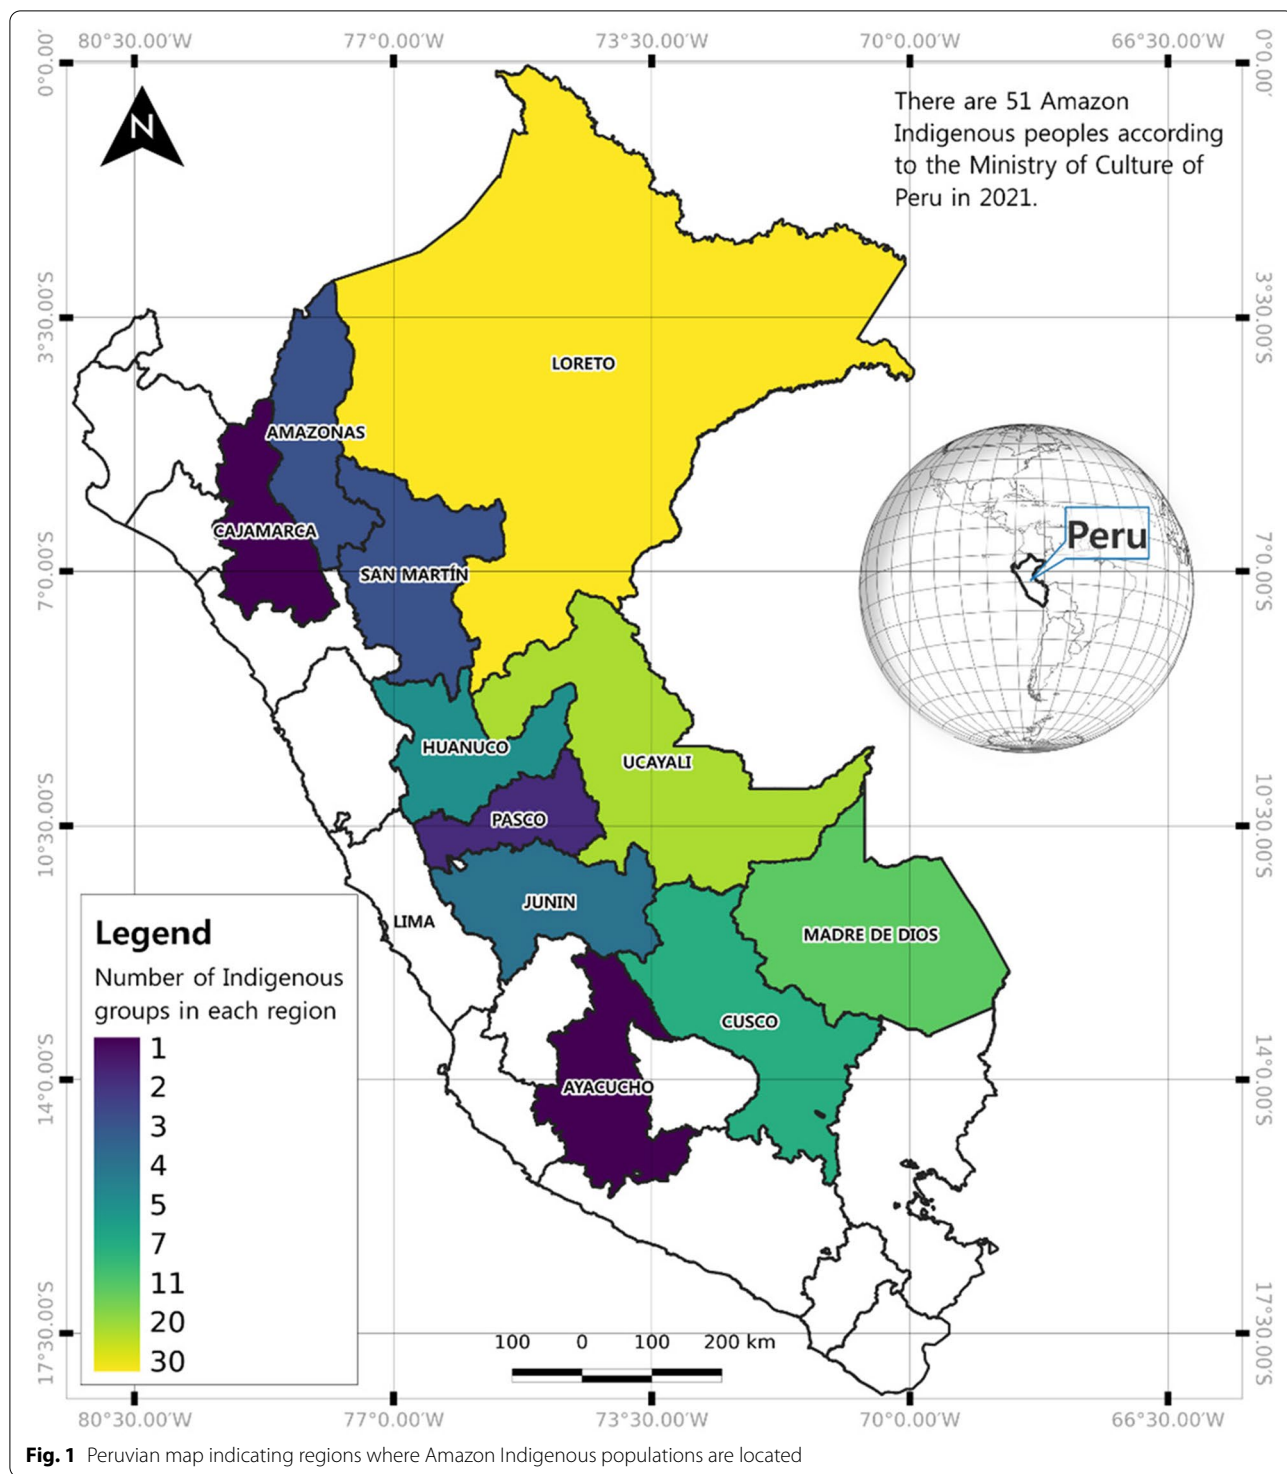 80°30.00′W 77°0.00′W 73°30.00′W 70°0.00′W 66°30.00′W
0°0.00′ 0°0.00′
N
There are 51 Amazon
Indigenous peoples according
to the Ministry of Culture of
Peru in 2021.
3°30.00′S 3°30.00′S
LORETO
AMAZONAS
CAJAMARCA
Peru
SAN MARTÍN
7°0.00′S 7°0.00′S
HUANUCO
UCAYALI
PASCO
10°30.00′S 10°30.00′S
JUNIN
LIMA
MADRE DE DIOS
CUSCO
AYACUCHO
14°0.00′S 14°0.00′S
Legend
Number of Indigenous
groups in each region
1
2
3
4
5
7
11
20
30
17°30.00′S 17°30.00′S
100 0 100 200 km
80°30.00′W 77°0.00′W 73°30.00′W 70°0.00′W 66°30.00′W
Fig. 1 Peruvian map indicating regions where Amazon Indigenous populations are located